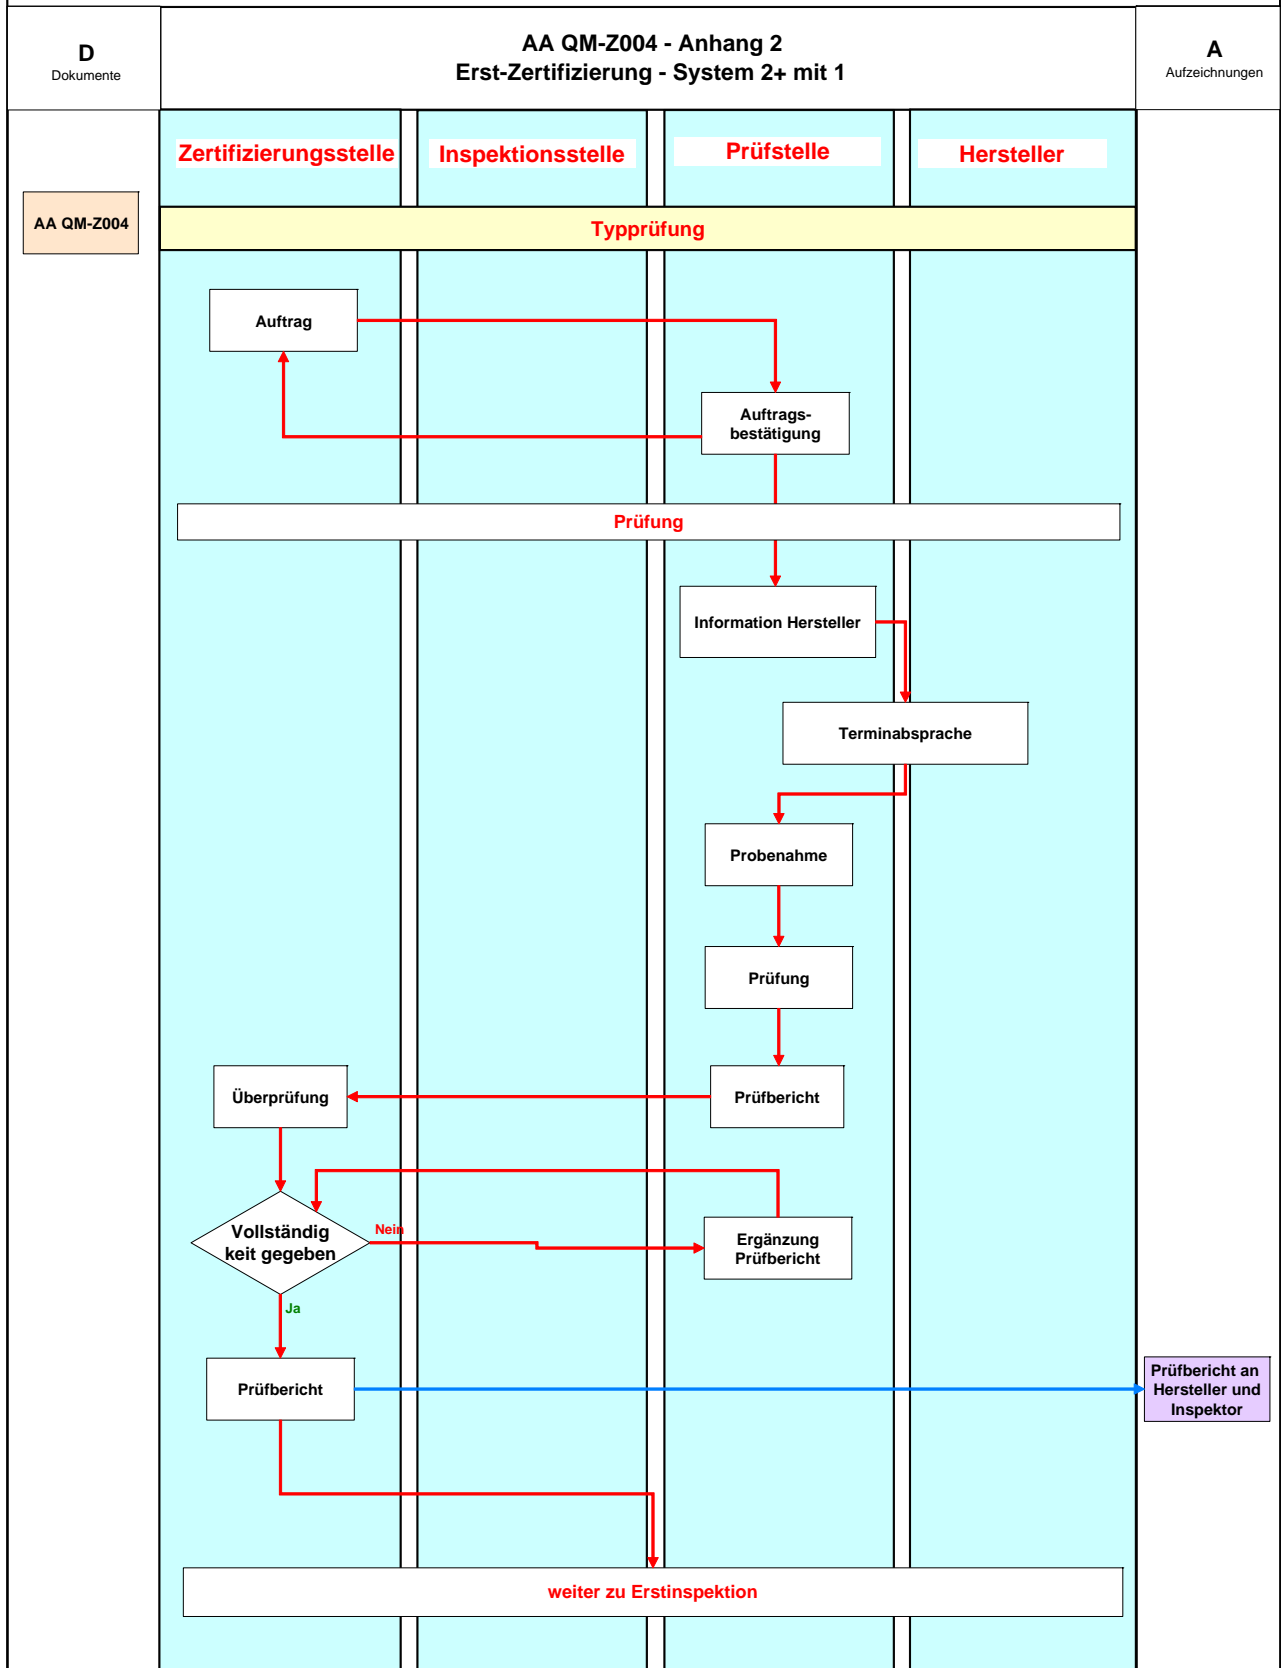 D
Dokumente
AA QM-Z004 - Anhang 2
Erst-Zertifizierung - System 2+ mit 1
A
Aufzeichnungen
Zertifizierungsstelle
Inspektionsstelle
Prüfstelle
Hersteller
AA QM-Z004
Typprüfung
Auftrag
Auftrags-
bestätigung
Prüfung
Information Hersteller
Terminabsprache
Probenahme
Prüfung
Überprüfung
Prüfbericht
Vollständig
keit gegeben
Nein
Ergänzung
Prüfbericht
Ja
Prüfbericht
Prüfbericht an
Hersteller und
Inspektor
weiter zu Erstinspektion